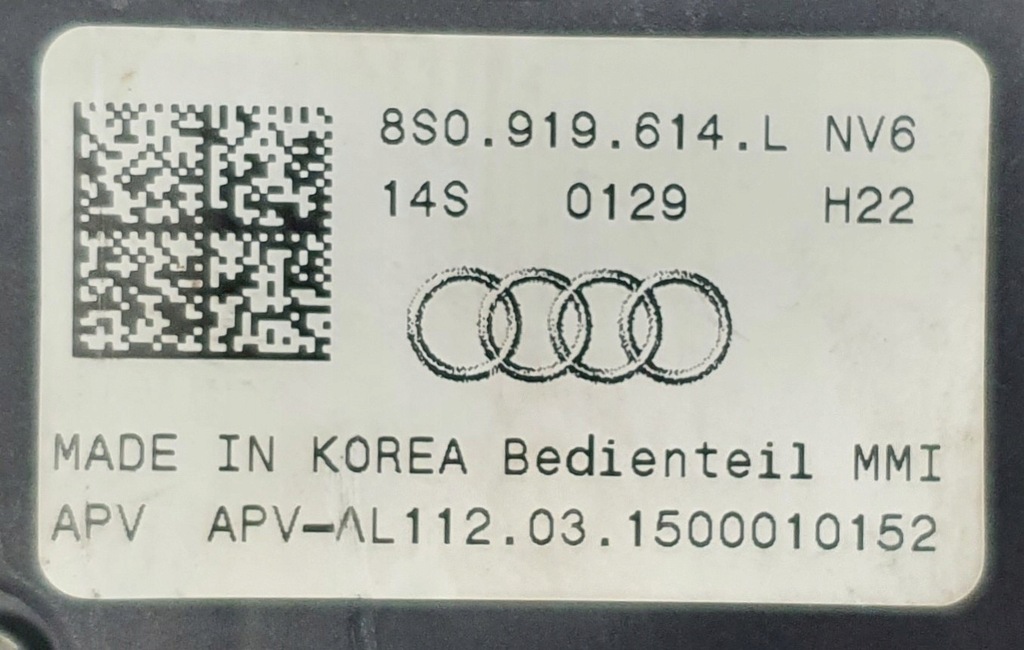 8S0.919.614.L NV6
14S 0129 H22
MADE IN KOREA Bedienteil MMI
APV APV-AL112.03.1500010152